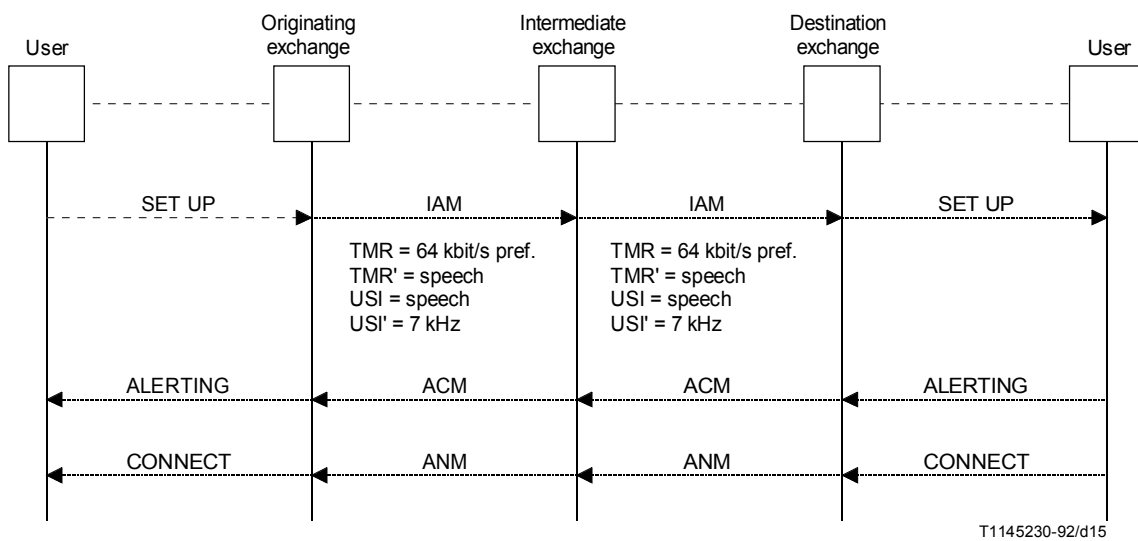 User
Originating
exchange
Intermediate
exchange
Destination
exchange
User
SET UP
IAM
IAM
SET UP
TMR = 64 kbit/s pref.
TMR' = speech
USI = speech
USI' = 7 kHz
TMR = 64 kbit/s pref.
TMR' = speech
USI = speech
USI' = 7 kHz
ALERTING
ACM
ACM
ALERTING
CONNECT
ANM
ANM
CONNECT
T1145230-92/d15